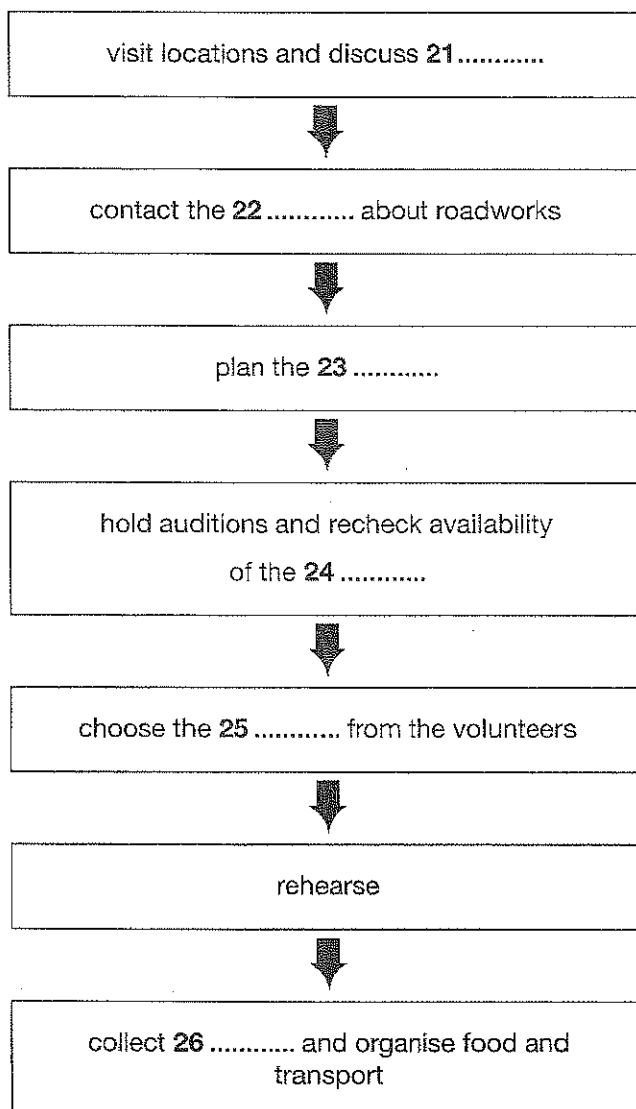 visit locations and discuss 21 ............
contact the 22 ............ about roadworks
plan the 23 ............
hold auditions and recheck availability
of the 24 ............
choose the 25 ............ from the volunteers
rehearse
collect 26 ............ and organise food and
transport